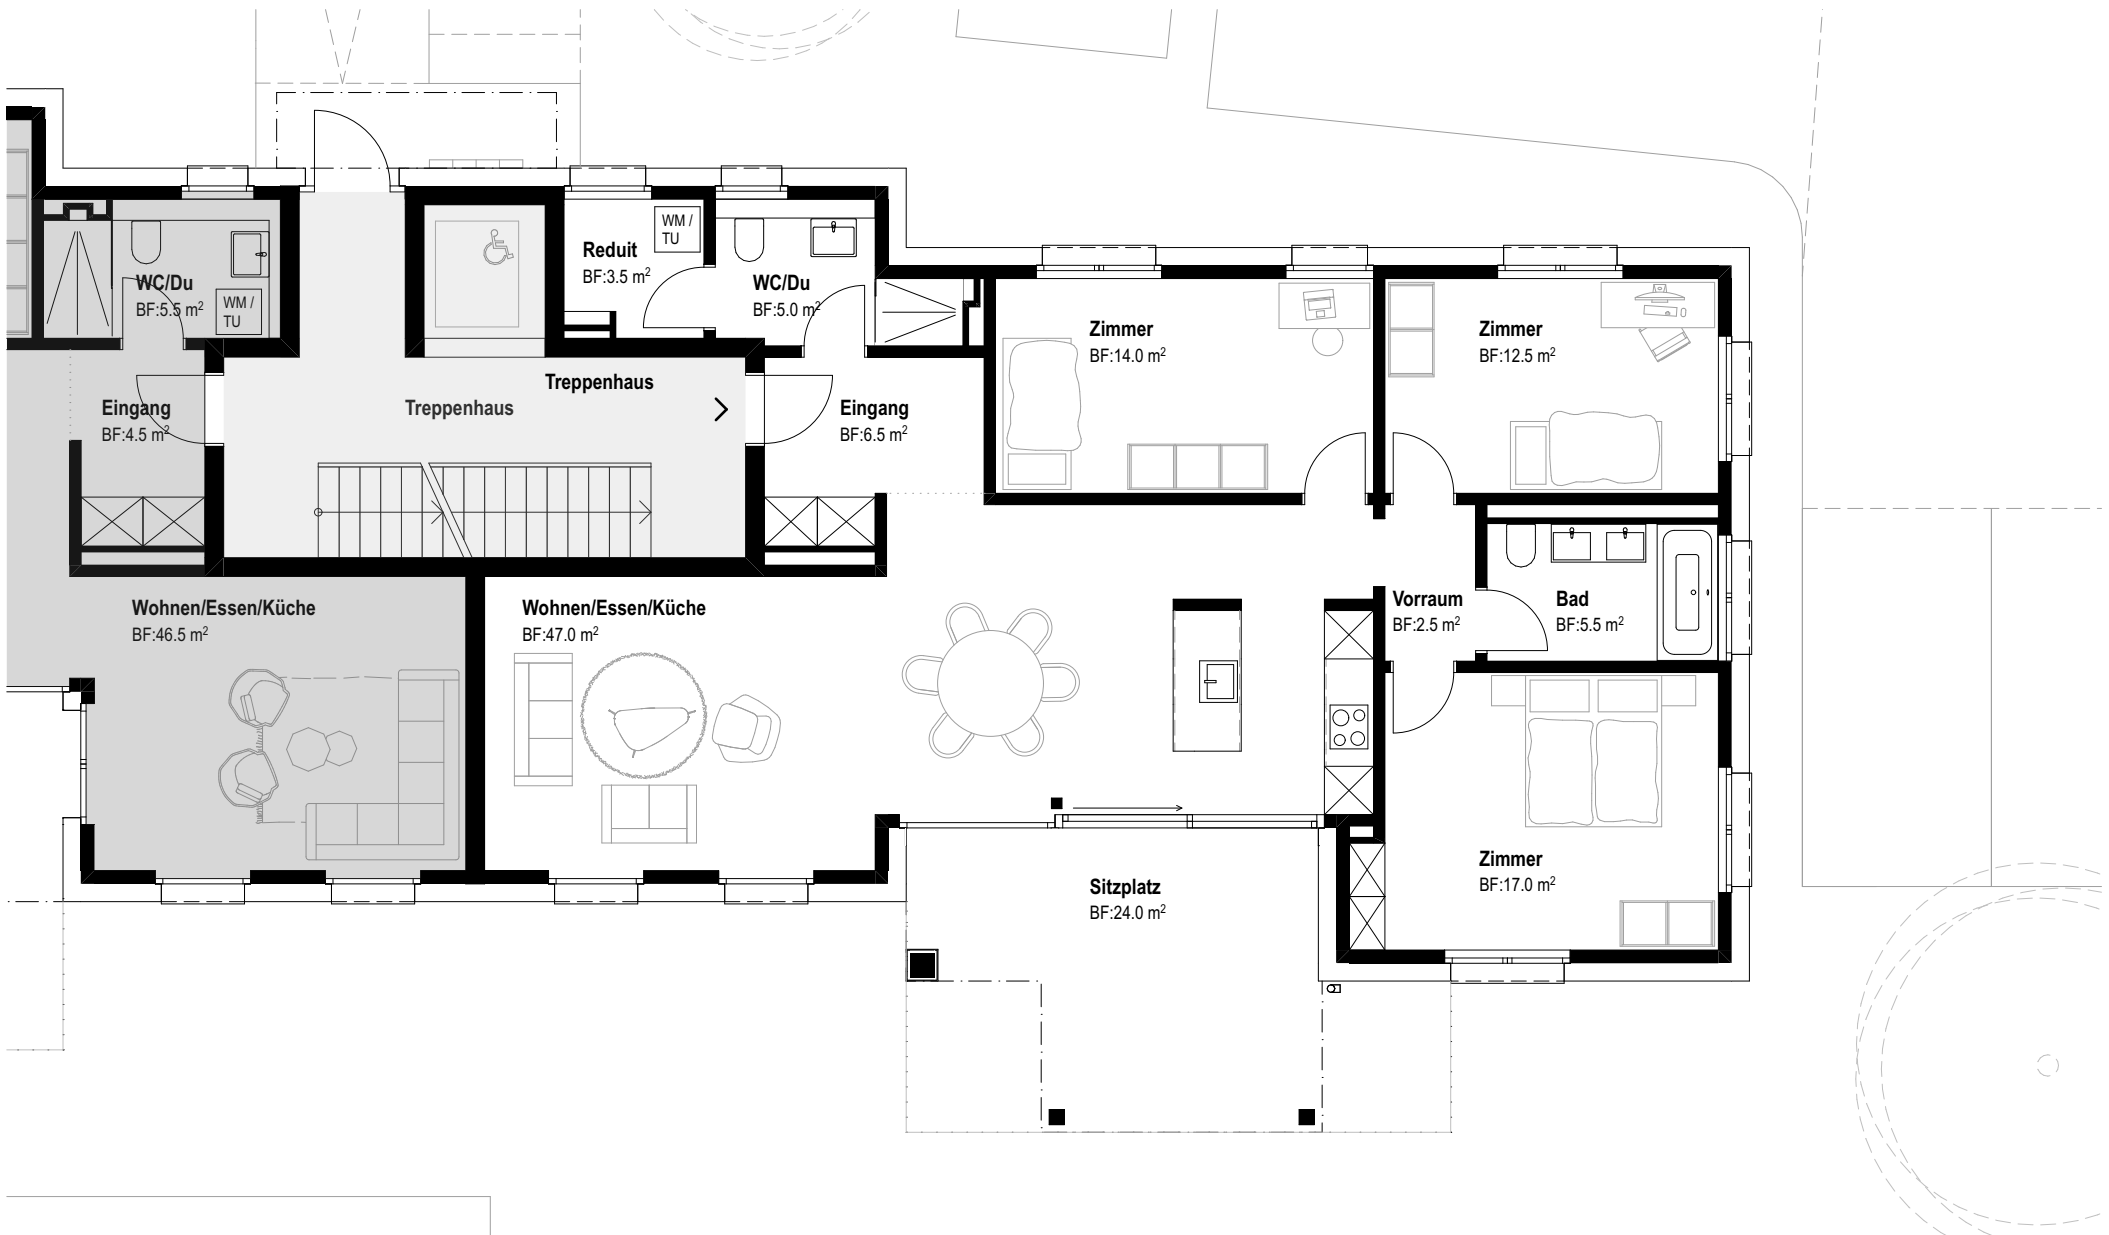 WM /
TU
Reduit
BF:3.5 m²
WC/Du
BF:5.5 m²
WM /
TU
WC/Du
BF:5.0 m²
Zimmer
BF:14.0 m²
Zimmer
BF:12.5 m²
Treppenhaus
Treppenhaus
Eingang
BF:4.5 m²
Eingang
BF:6.5 m²
Wohnen/Essen/Küche
BF:46.5 m²
Wohnen/Essen/Küche
BF:47.0 m²
Vorraum
BF:2.5 m²
Bad
BF:5.5 m²
Zimmer
BF:17.0 m²
Sitzplatz
BF:24.0 m²